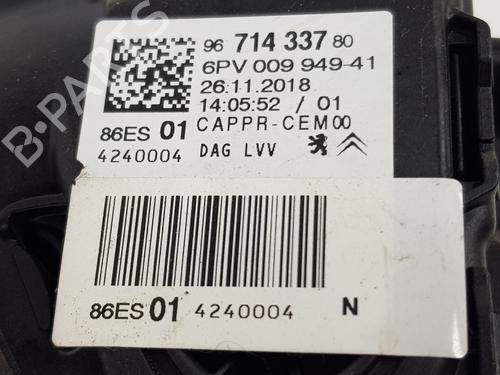 96 714 337 80
6PV 009 949-41
26.11.2018
14:05:52 / 01
86ES 01 CAPPR-CEM00
4240004 DAG LVV
86ES 01 4240004 N